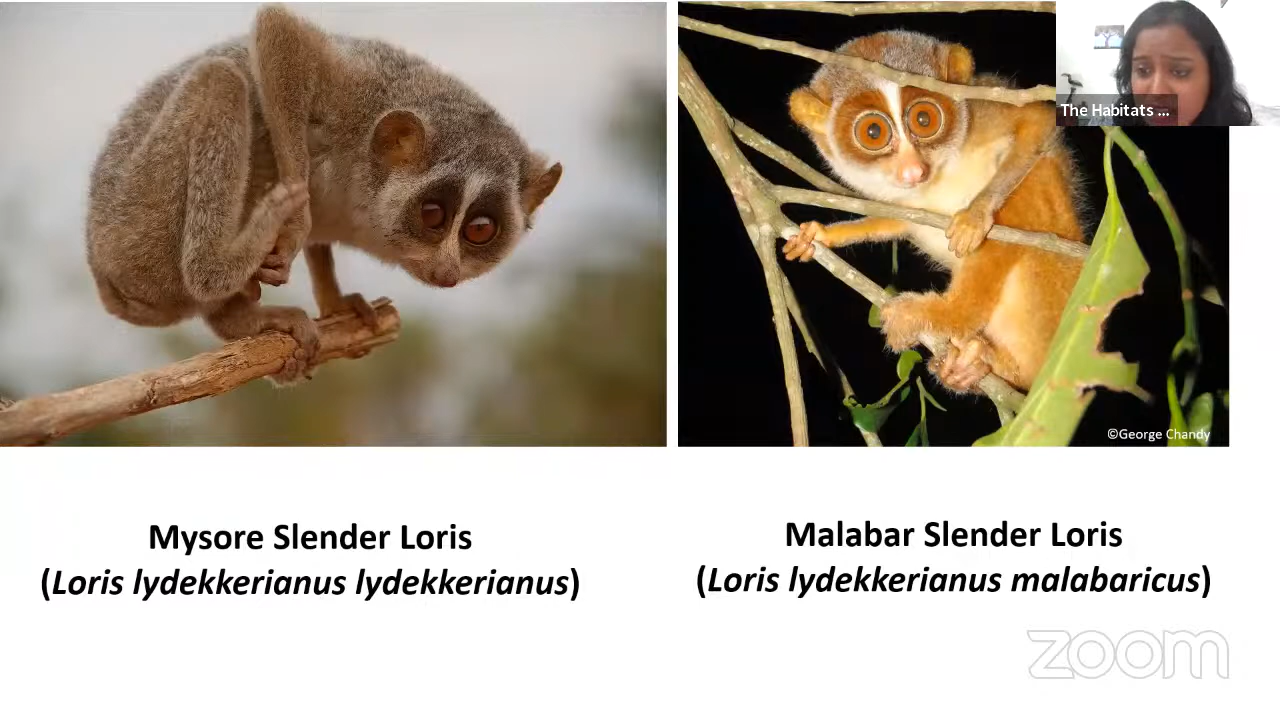 The Habitats ...
©George Chandy
Mysore Slender Loris
(Loris lydekkerianus lydekkerianus)
Malabar Slender Loris
(Loris lydekkerianus malabaricus)
zoom